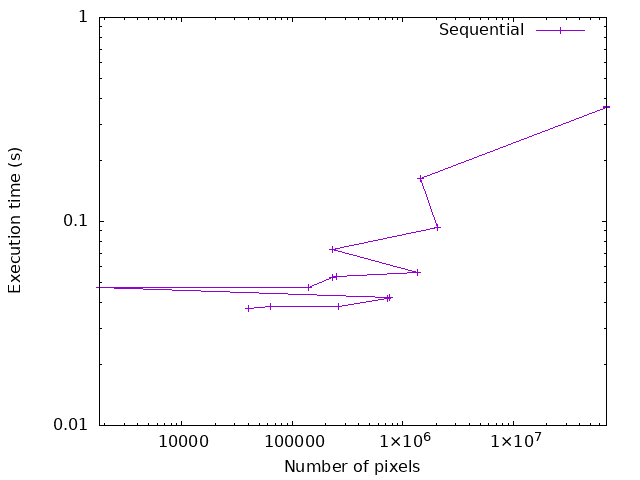 1
Sequential
0.1
0.01
Execution time (s)
10000 100000 1×10⁶ 1×10⁷
Number of pixels